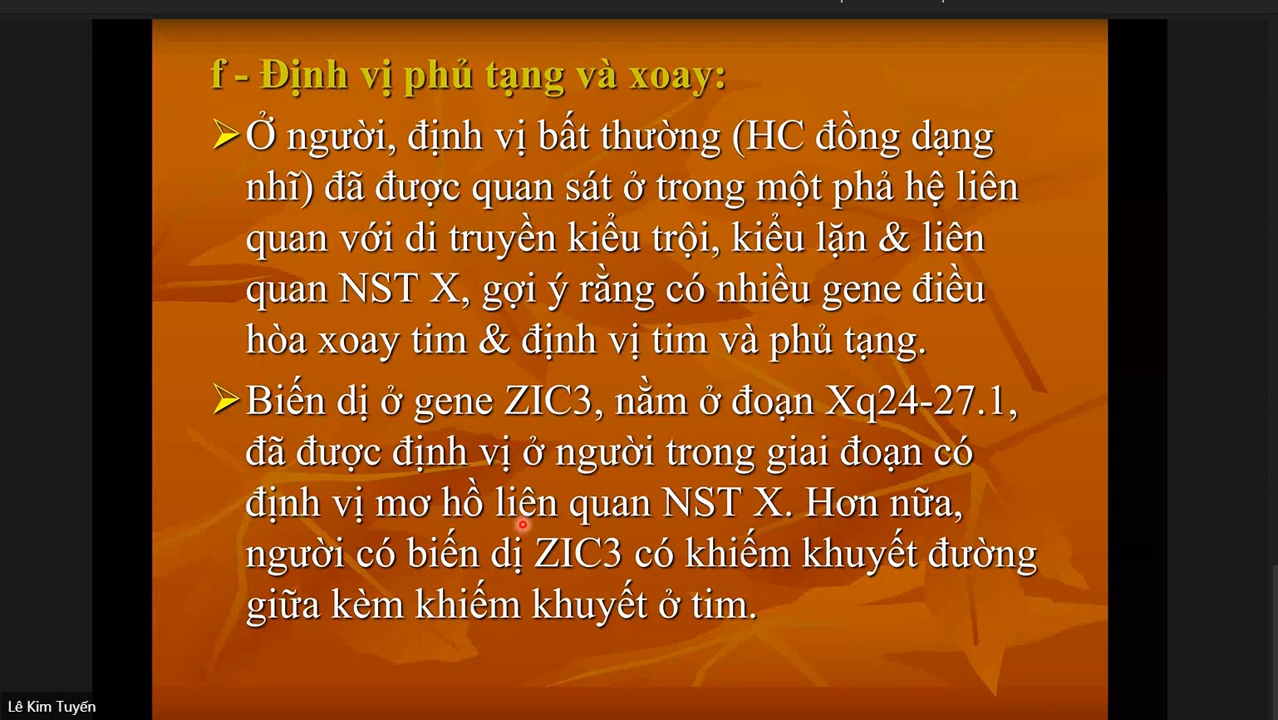 f - Định vị phủ tạng và xoay:
Ở người, định vị bất thường (HC đồng dạng
nhĩ) đã được quan sát ở trong một phả hệ liên
quan với di truyền kiểu trội, kiểu lặn & liên
quan NST X, gợi ý rằng có nhiều gene điều
hòa xoay tim & định vị tim và phủ tạng.
Biến dị ở gene ZIC3, nằm ở đoạn Xq24-27.1,
đã được định vị ở người trong giai đoạn có
định vị mơ hồ liên quan NST X. Hơn nữa,
người có biến dị ZIC3 có khiếm khuyết đường
giữa kèm khiếm khuyết ở tim.
Lê Kim Tuyến